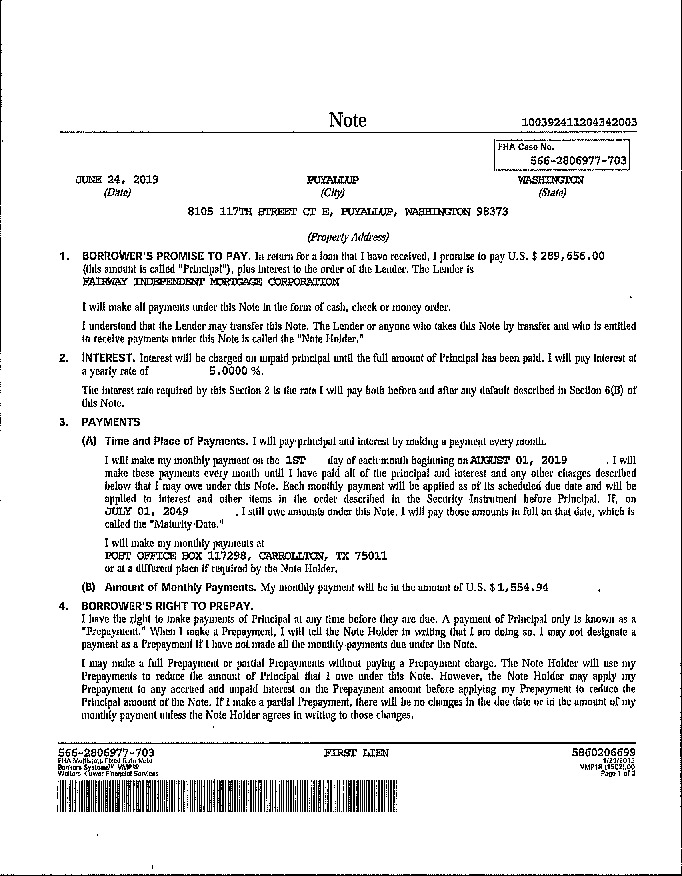 Note
100392411204342003
FHA Case No.
566-2806977-703
JUNE 24, 2019 PUYALLUP WASHINGTON
(Date) (City) (State)
8105 117TH STREET CT E, PUYALLUP, WASHINGTON 98373
(Property Address)
1. BORROWER'S PROMISE TO PAY. In return for a loan that I have received, I promise to pay U.S. $ 289,656.00
(this amount is called "Principal"), plus interest to the order of the Lender. The Lender is
FAIRWAY INDEPENDENT MORTGAGE CORPORATION
I will make all payments under this Note in the form of cash, check or money order.
I understand that the Lender may transfer this Note. The Lender or anyone who takes this Note by transfer and who is entitled
to receive payments under this Note is called the "Note Holder."
2. INTEREST. Interest will be charged on unpaid principal until the full amount of Principal has been paid. I will pay interest at
a yearly rate of 5.0000 %.
The interest rate required by this Section 2 is the rate I will pay both before and after any default described in Section 6(B) of
this Note.
3. PAYMENTS
(A) Time and Place of Payments. I will pay principal and interest by making a payment every month.
I will make my monthly payment on the 1ST day of each month beginning on AUGUST 01, 2019 . I will
make these payments every month until I have paid all of the principal and interest and any other charges described
below that I may owe under this Note. Each monthly payment will be applied as of its scheduled due date and will be
applied to interest and other items in the order described in the Security Instrument before Principal. If, on
JULY 01, 2049 , I still owe amounts under this Note, I will pay those amounts in full on that date, which is
called the "Maturity Date."
I will make my monthly payments at
POST OFFICE BOX 117298, CARROLLTON, TX 75011
or at a different place if required by the Note Holder.
(B) Amount of Monthly Payments. My monthly payment will be in the amount of U.S. $ 1,554.94 .
4. BORROWER'S RIGHT TO PREPAY.
I have the right to make payments of Principal at any time before they are due. A payment of Principal only is known as a
"Prepayment." When I make a Prepayment, I will tell the Note Holder in writing that I am doing so. I may not designate a
payment as a Prepayment if I have not made all the monthly payments due under the Note.
I may make a full Prepayment or partial Prepayments without paying a Prepayment charge. The Note Holder will use my
Prepayments to reduce the amount of Principal that I owe under this Note. However, the Note Holder may apply my
Prepayment to any accrued and unpaid interest on the Prepayment amount before applying my Prepayment to reduce the
Principal amount of the Note. If I make a partial Prepayment, there will be no changes in the due date or in the amount of my
monthly payment unless the Note Holder agrees in writing to those changes.
566-2806977-703 FIRST LIEN 5860206699
FHA Multistate Fixed Rate Note
Bankers Systems™ VMP®
Wolters Kluwer Financial Services
VMP1R (1502).00
Page 1 of 3